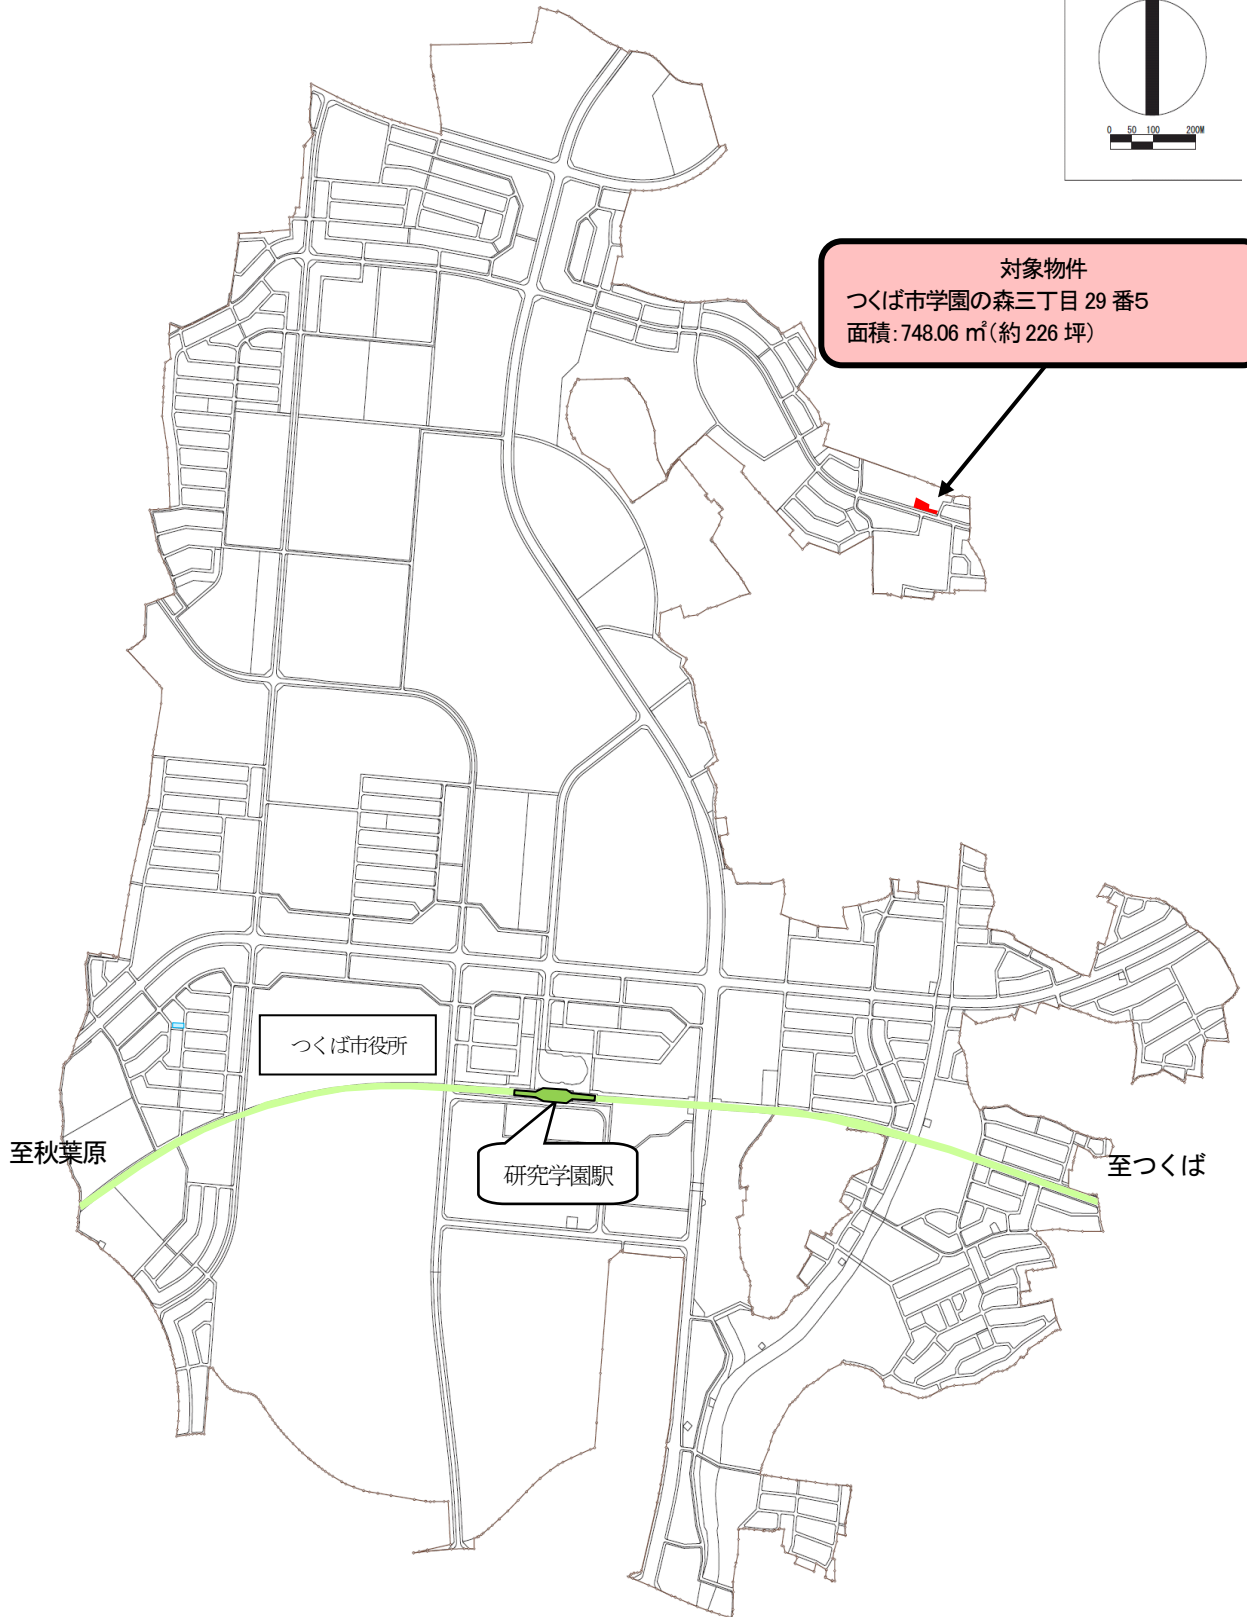 0 50 100 200M
対象物件
つくば市学園の森三丁目 29 番5
面積：748.06 ㎡（約 226 坪）
つくば市役所
至秋葉原
研究学園駅
至つくば